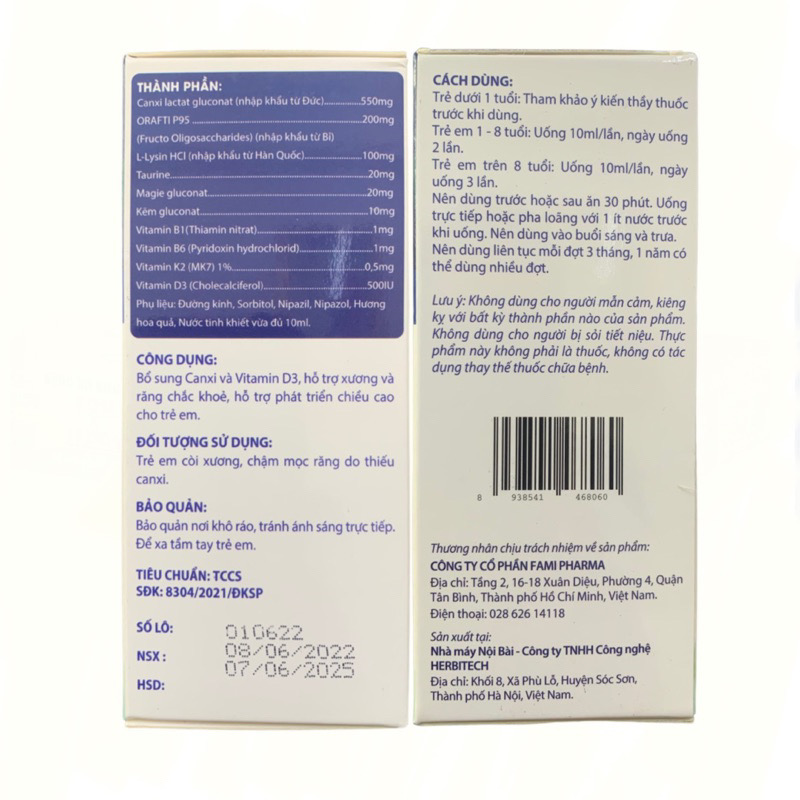 THÀNH PHẦN:
Canxi lactat gluconat (nhập khẩu từ Đức)....................550mg
ORAFTI P95....................200mg
(Fructo Oligosaccharides) (nhập khẩu từ Bỉ)
L-Lysin HCl (nhập khẩu từ Hàn Quốc)....................100mg
Taurine....................20mg
Magie gluconat....................20mg
Kẽm gluconat....................10mg
Vitamin B1(Thiamin nitrat)....................1mg
Vitamin B6 (Pyridoxin hydrochlorid)....................1mg
Vitamin K2 (MK7) 1%....................0,5mg
Vitamin D3 (Cholecalciferol)....................500IU
Phụ liệu: Đường kính, Sorbitol, Nipazil, Nipazol, Hương
hoa quả, Nước tinh khiết vừa đủ 10ml.
CÔNG DỤNG:
Bổ sung Canxi và Vitamin D3, hỗ trợ xương và
răng chắc khoẻ, hỗ trợ phát triển chiều cao
cho trẻ em.
ĐỐI TƯỢNG SỬ DỤNG:
Trẻ em còi xương, chậm mọc răng do thiếu
canxi.
BẢO QUẢN:
Bảo quản nơi khô ráo, tránh ánh sáng trực tiếp.
Để xa tầm tay trẻ em.
TIÊU CHUẨN: TCCS
SĐK: 8304/2021/ĐKSP
SỐ LÔ: 010622
NSX : 08/06/2022
HSD: 07/06/2025
CÁCH DÙNG:
Trẻ dưới 1 tuổi: Tham khảo ý kiến thầy thuốc
trước khi dùng.
Trẻ em 1 - 8 tuổi: Uống 10ml/lần, ngày uống
2 lần.
Trẻ em trên 8 tuổi: Uống 10ml/lần, ngày
uống 3 lần.
Nên dùng trước hoặc sau ăn 30 phút. Uống
trực tiếp hoặc pha loãng với 1 ít nước trước
khi uống. Nên dùng vào buổi sáng và trưa.
Nên dùng liên tục mỗi đợt 3 tháng, 1 năm có
thể dùng nhiều đợt.
Lưu ý: Không dùng cho người mẫn cảm, kiêng
kỵ với bất kỳ thành phần nào của sản phẩm.
Không dùng cho người bị sỏi tiết niệu. Thực
phẩm này không phải là thuốc, không có tác
dụng thay thế thuốc chữa bệnh.
8 938541 468060
Thương nhân chịu trách nhiệm về sản phẩm:
CÔNG TY CỔ PHẦN FAMI PHARMA
Địa chỉ: Tầng 2, 16-18 Xuân Diệu, Phường 4, Quận
Tân Bình, Thành phố Hồ Chí Minh, Việt Nam.
Điện thoại: 028 626 14118
Sản xuất tại:
Nhà máy Nội Bài - Công ty TNHH Công nghệ
HERBITECH
Địa chỉ: Khối 8, Xã Phù Lỗ, Huyện Sóc Sơn,
Thành phố Hà Nội, Việt Nam.